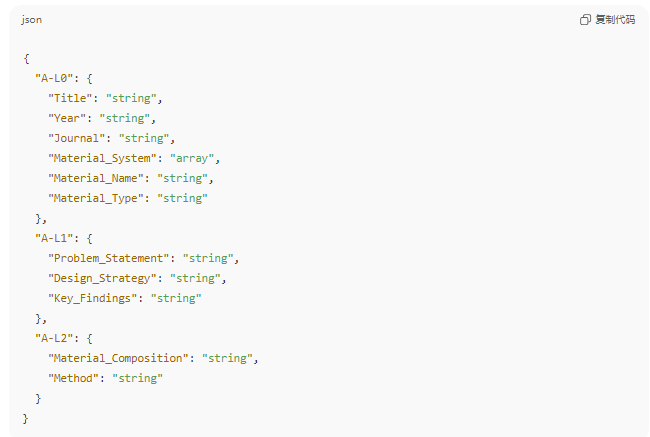 json
复制代码
{
  "A-L0": {
    "Title": "string",
    "Year": "string",
    "Journal": "string",
    "Material_System": "array",
    "Material_Name": "string",
    "Material_Type": "string"
  },
  "A-L1": {
    "Problem_Statement": "string",
    "Design_Strategy": "string",
    "Key_Findings": "string"
  },
  "A-L2": {
    "Material_Composition": "string",
    "Method": "string"
  }
}